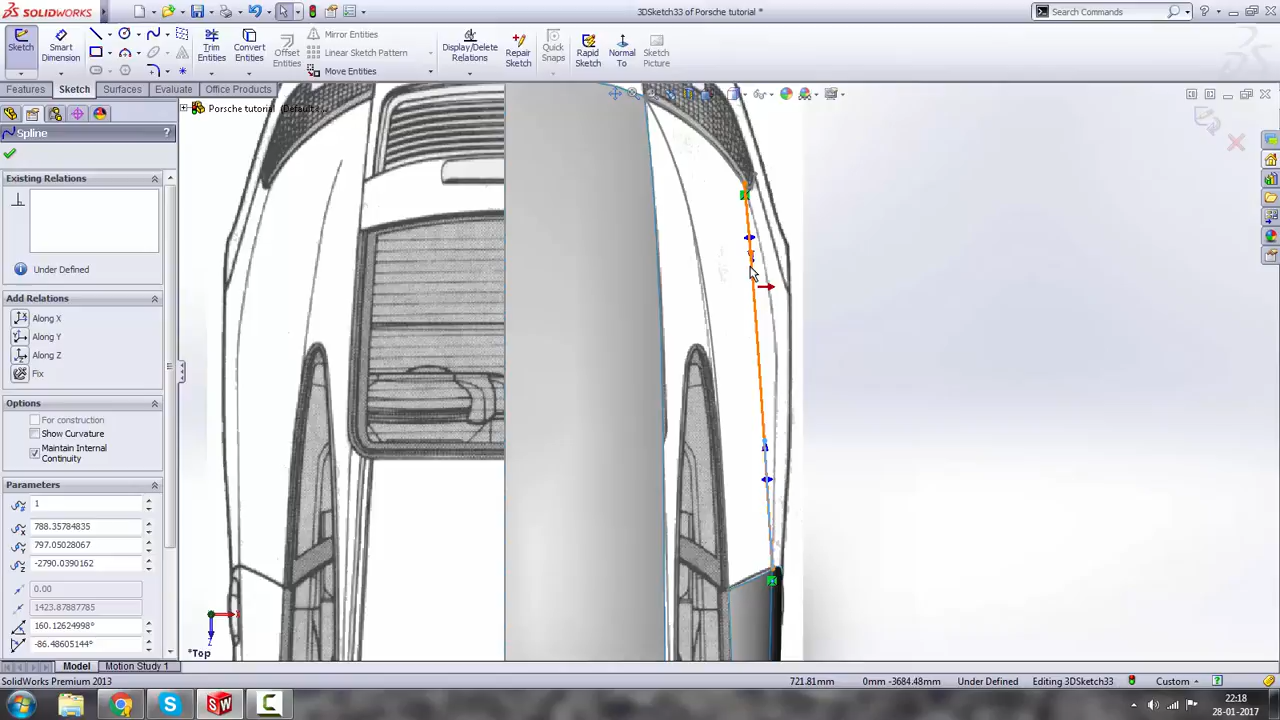 SOLIDWORKS
3DSketch33 of Porsche tutorial *
Search Commands
Sketch
Smart Dimension
Trim Entities
Convert Entities
Offset Entities
Mirror Entities
Linear Sketch Pattern
Move Entities
Display/Delete Relations
Repair Sketch
Quick Snaps
Rapid Sketch
Normal To
Sketch Picture
Features
Sketch
Surfaces
Evaluate
Office Products
Porsche tutorial (Default<...
Spline
?
Existing Relations
Under Defined
Add Relations
Along X
Along Y
Along Z
Fix
Options
For construction
Show Curvature
Maintain Internal Continuity
Parameters
1
788.35784835
797.05028067
-2790.0390162
0.00
1423.87887785
160.12624998°
-86.48605144°
*Top
Model
Motion Study 1
SolidWorks Premium 2013
721.81mm
0mm -3684.48mm
Under Defined
Editing 3DSketch33
Custom
22:18
28-01-2017